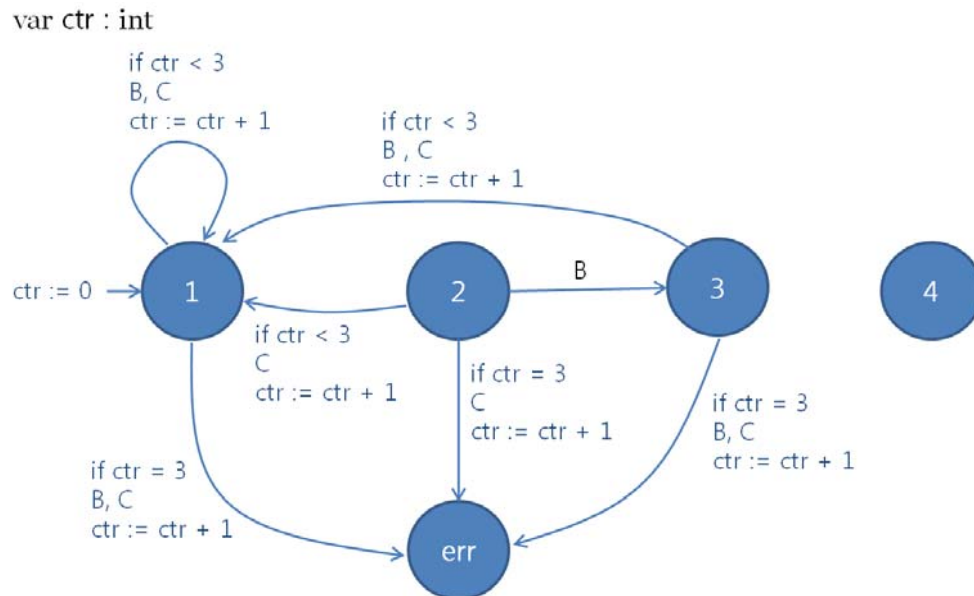 var ctr : int
if ctr < 3
B, C
ctr := ctr + 1
if ctr < 3
B , C
ctr := ctr + 1
ctr := 0
1
2
B
3
4
if ctr < 3
C
ctr := ctr + 1
if ctr = 3
C
ctr := ctr + 1
if ctr = 3
B, C
ctr := ctr + 1
if ctr = 3
B, C
ctr := ctr + 1
err